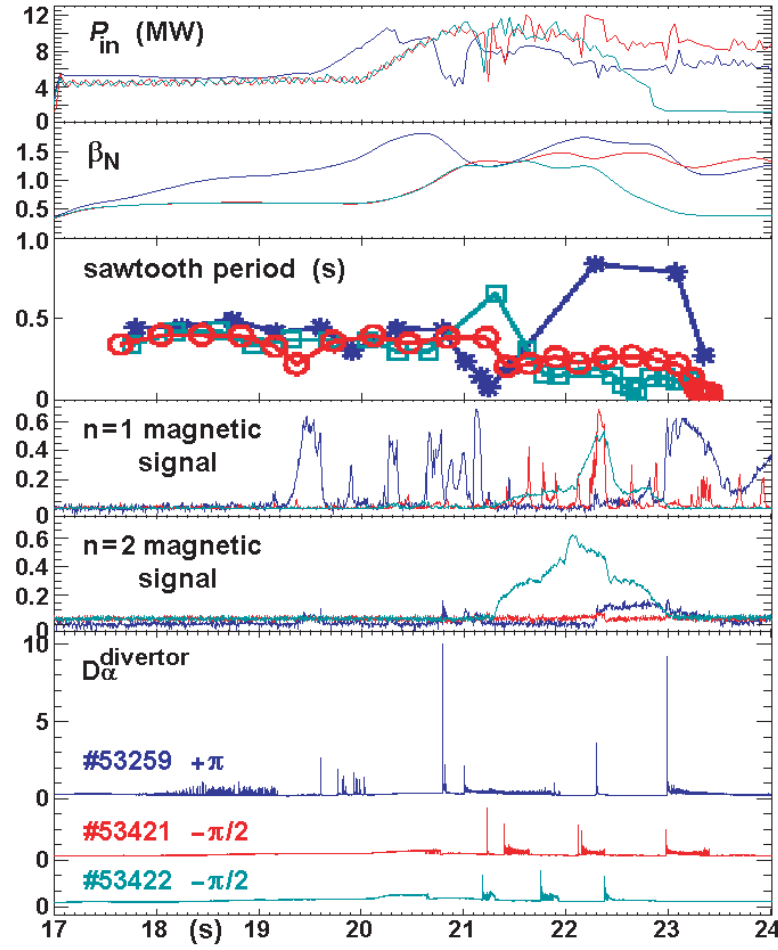 P_in (MW)
12
8
4
0
β_N
1.5
1.0
0.5
1.0
sawtooth period (s)
0.5
0
n=1 magnetic
signal
0.6
0.4
0.2
0
n=2 magnetic
signal
0.6
0.4
0.2
0
Dα^divertor
10
5
#53259 +π
0
#53421 −π/2
0
#53422 −π/2
0
17 (s) 18 19 20 21 22 23 24